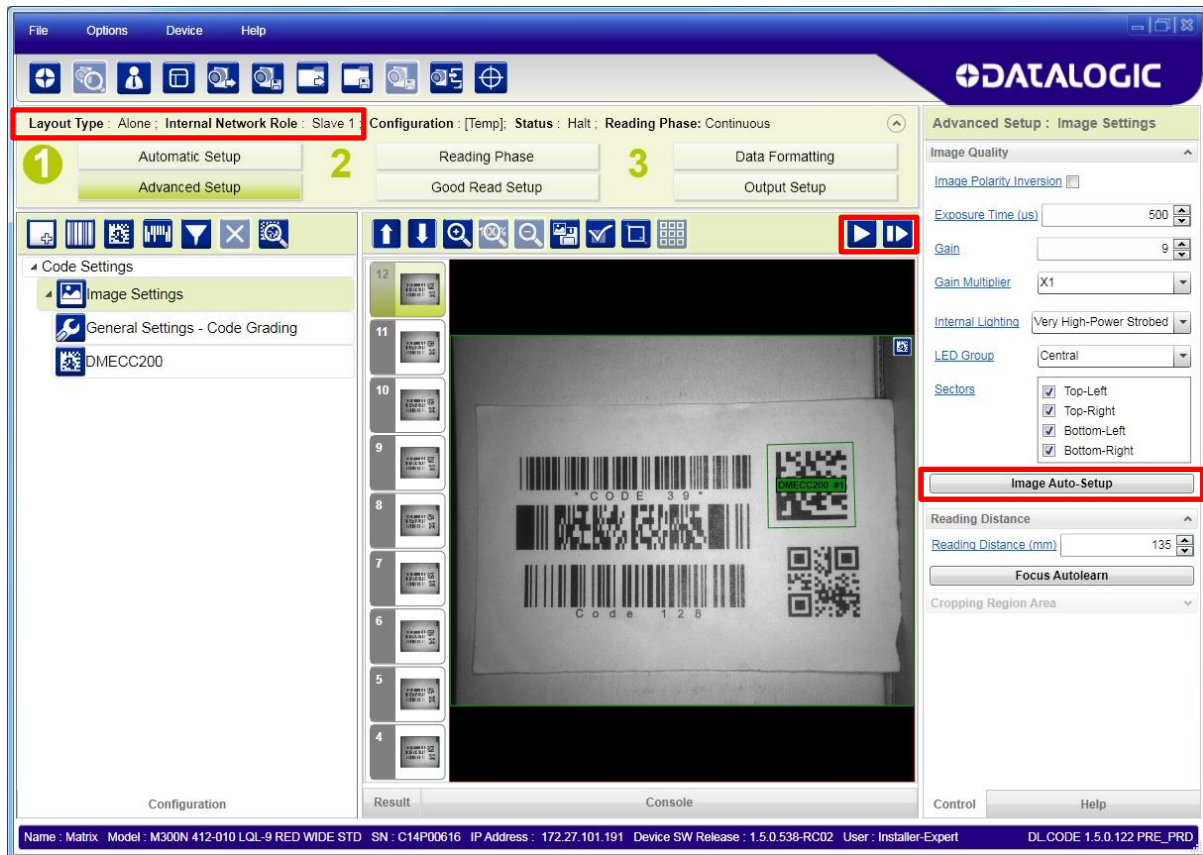 File Options Device Help
DATALOGIC
Layout Type : Alone ; Internal Network Role : Slave 1 ; Configuration : [Temp]; Status : Halt ; Reading Phase: Continuous
1 Automatic Setup 2 Reading Phase 3 Data Formatting
Advanced Setup Good Read Setup Output Setup
Code Settings
Image Settings
General Settings - Code Grading
DMECC200
Configuration
12
11
10
9
8
7
6
5
4
DMECC200 #1
* CODE 39 *
Code 128
Result Console
Advanced Setup : Image Settings
Image Quality
Image Polarity Inversion
Exposure Time (us) 500
Gain 9
Gain Multiplier X1
Internal Lighting Very High-Power Strobed
LED Group Central
Sectors Top-Left
Top-Right
Bottom-Left
Bottom-Right
Image Auto-Setup
Reading Distance
Reading Distance (mm) 135
Focus Autolearn
Cropping Region Area
Control Help
Name : Matrix Model : M300N 412-010 LQL-9 RED WIDE STD SN : C14P00616 IP Address : 172.27.101.191 Device SW Release : 1.5.0.538-RC02 User : Installer-Expert DL.CODE 1.5.0.122 PRE_PRD